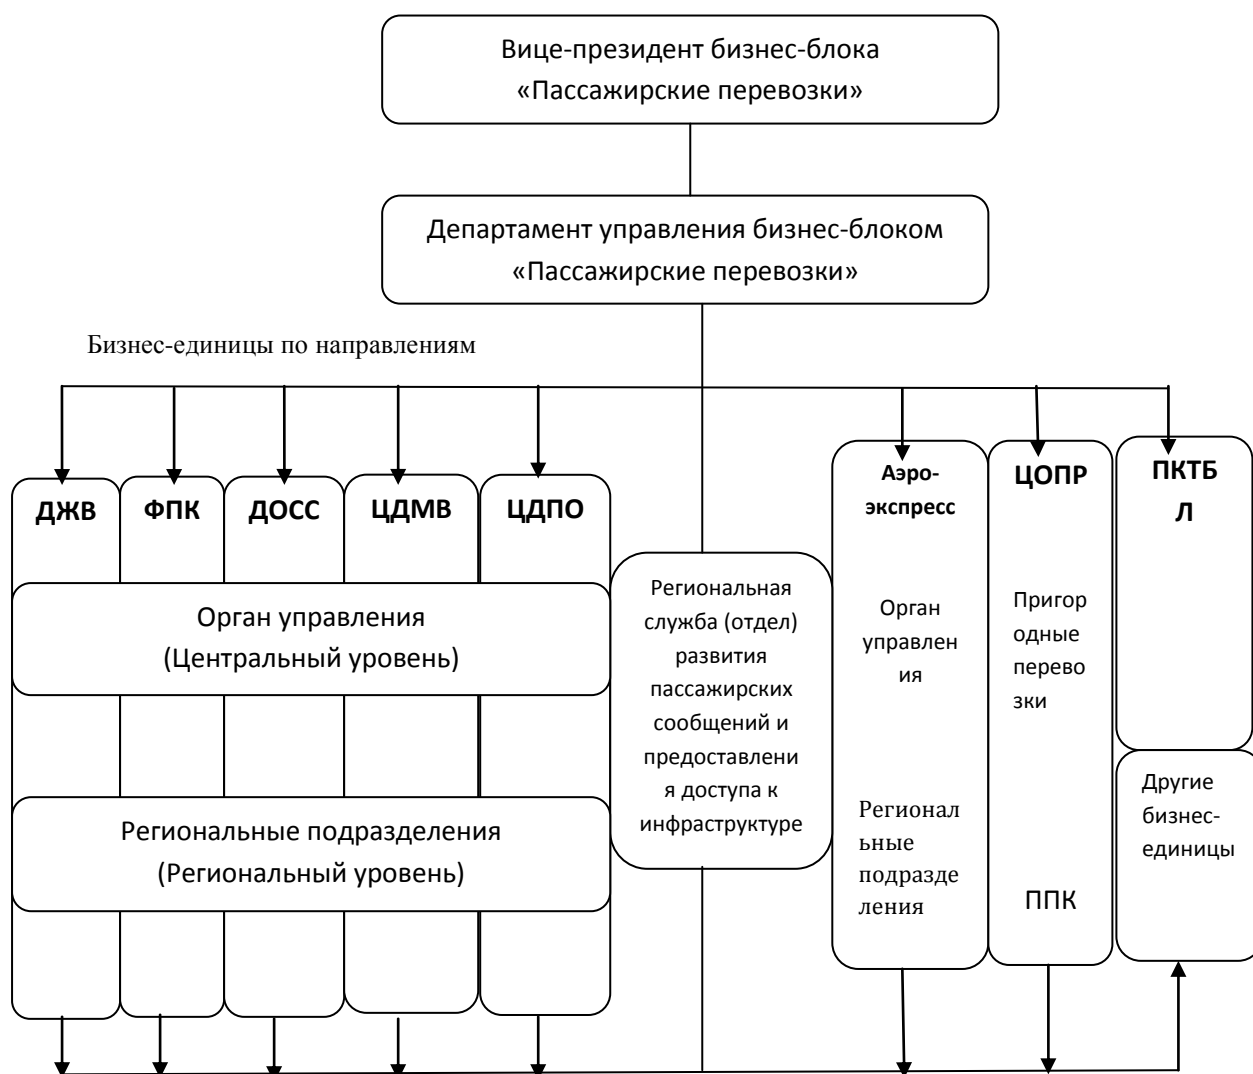 Вице-президент бизнес-блока
«Пассажирские перевозки»
Департамент управления бизнес-блоком
«Пассажирские перевозки»
Бизнес-единицы по направлениям
ДЖВ
ФПК
ДОСС
ЦДМВ
ЦДПО
Орган управления
(Центральный уровень)
Региональные подразделения
(Региональный уровень)
Региональная
служба (отдел)
развития
пассажирских
сообщений и
предоставлени
я доступа к
инфраструктуре
Аэро-
экспресс
Орган
управлен
ия
Региональ
ьные
подразде
ления
ЦОПР
Пригор
одные
перево
зки
ППК
ПКТБ
Л
Другие
бизнес-
единицы